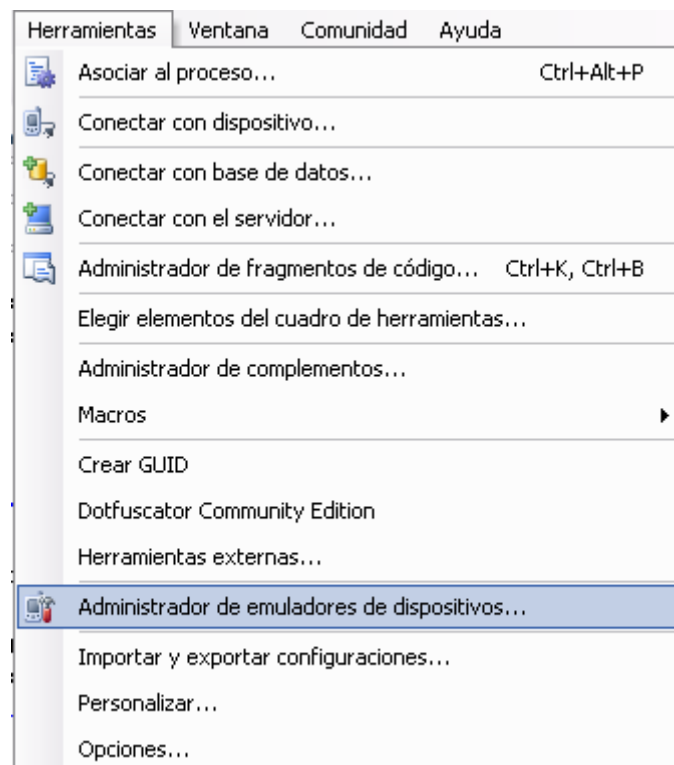 Herramientas Ventana Comunidad Ayuda
Asociar al proceso... Ctrl+Alt+P
Conectar con dispositivo...
Conectar con base de datos...
Conectar con el servidor...
Administrador de fragmentos de código... Ctrl+K, Ctrl+B
Elegir elementos del cuadro de herramientas...
Administrador de complementos...
Macros
Crear GUID
Dotfuscator Community Edition
Herramientas externas...
Administrador de emuladores de dispositivos...
Importar y exportar configuraciones...
Personalizar...
Opciones...